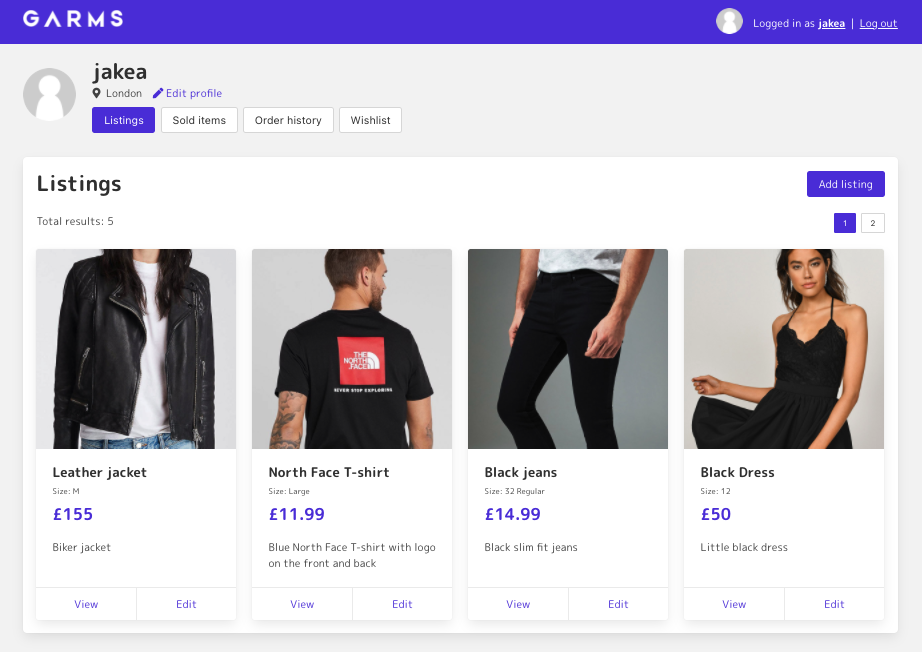 GARMS
Logged in as jakea | Log out
jakea
London Edit profile
Listings Sold items Order history Wishlist
Listings
Add listing
Total results: 5
1 2
THE
NORTH
FACE
NEVER STOP EXPLORING
Leather jacket
Size: M
£155
Biker jacket
View Edit
North Face T-shirt
Size: Large
£11.99
Blue North Face T-shirt with logo
on the front and back
View Edit
Black jeans
Size: 32 Regular
£14.99
Black slim fit jeans
View Edit
Black Dress
Size: 12
£50
Little black dress
View Edit